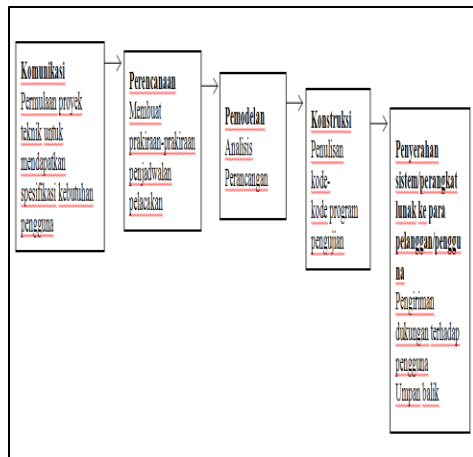 Komunikasi
Permulaan proyek
teknik untuk
mendapatkan
spesifikasi kebutuhan
pengguna
Perencanaan
Membuat
prakiraan-prakiraan
penjadwalan
pelacakan
Pemodelan
Analisis
Perancangan
Konstruksi
Penulisan
kode-
kode program
pengujian
Penyerahan
sistem/perangkat
lunak ke para
pelanggan/penggu
na
Pengiriman
dukungan terhadap
pengguna
Umpan balik